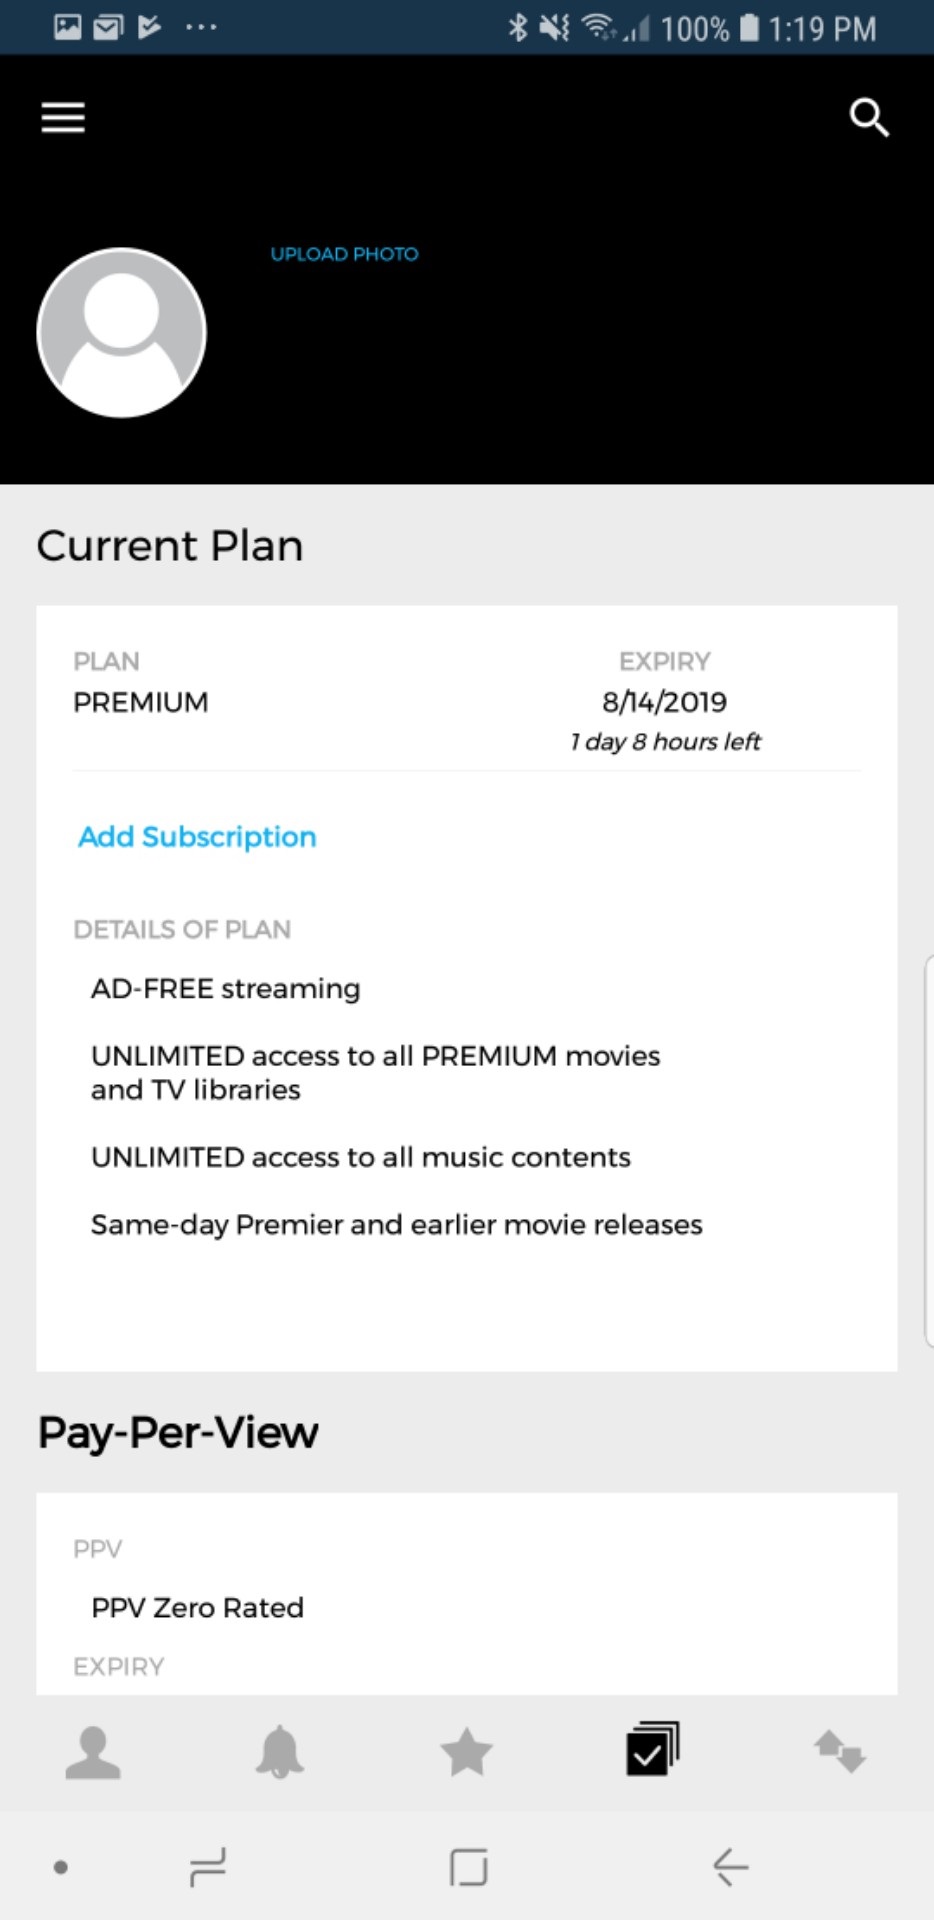 100% 1:19 PM
UPLOAD PHOTO
Current Plan
PLAN
EXPIRY
PREMIUM
8/14/2019
1 day 8 hours left
Add Subscription
DETAILS OF PLAN
AD-FREE streaming
UNLIMITED access to all PREMIUM movies
and TV libraries
UNLIMITED access to all music contents
Same-day Premier and earlier movie releases
Pay-Per-View
PPV
PPV Zero Rated
EXPIRY